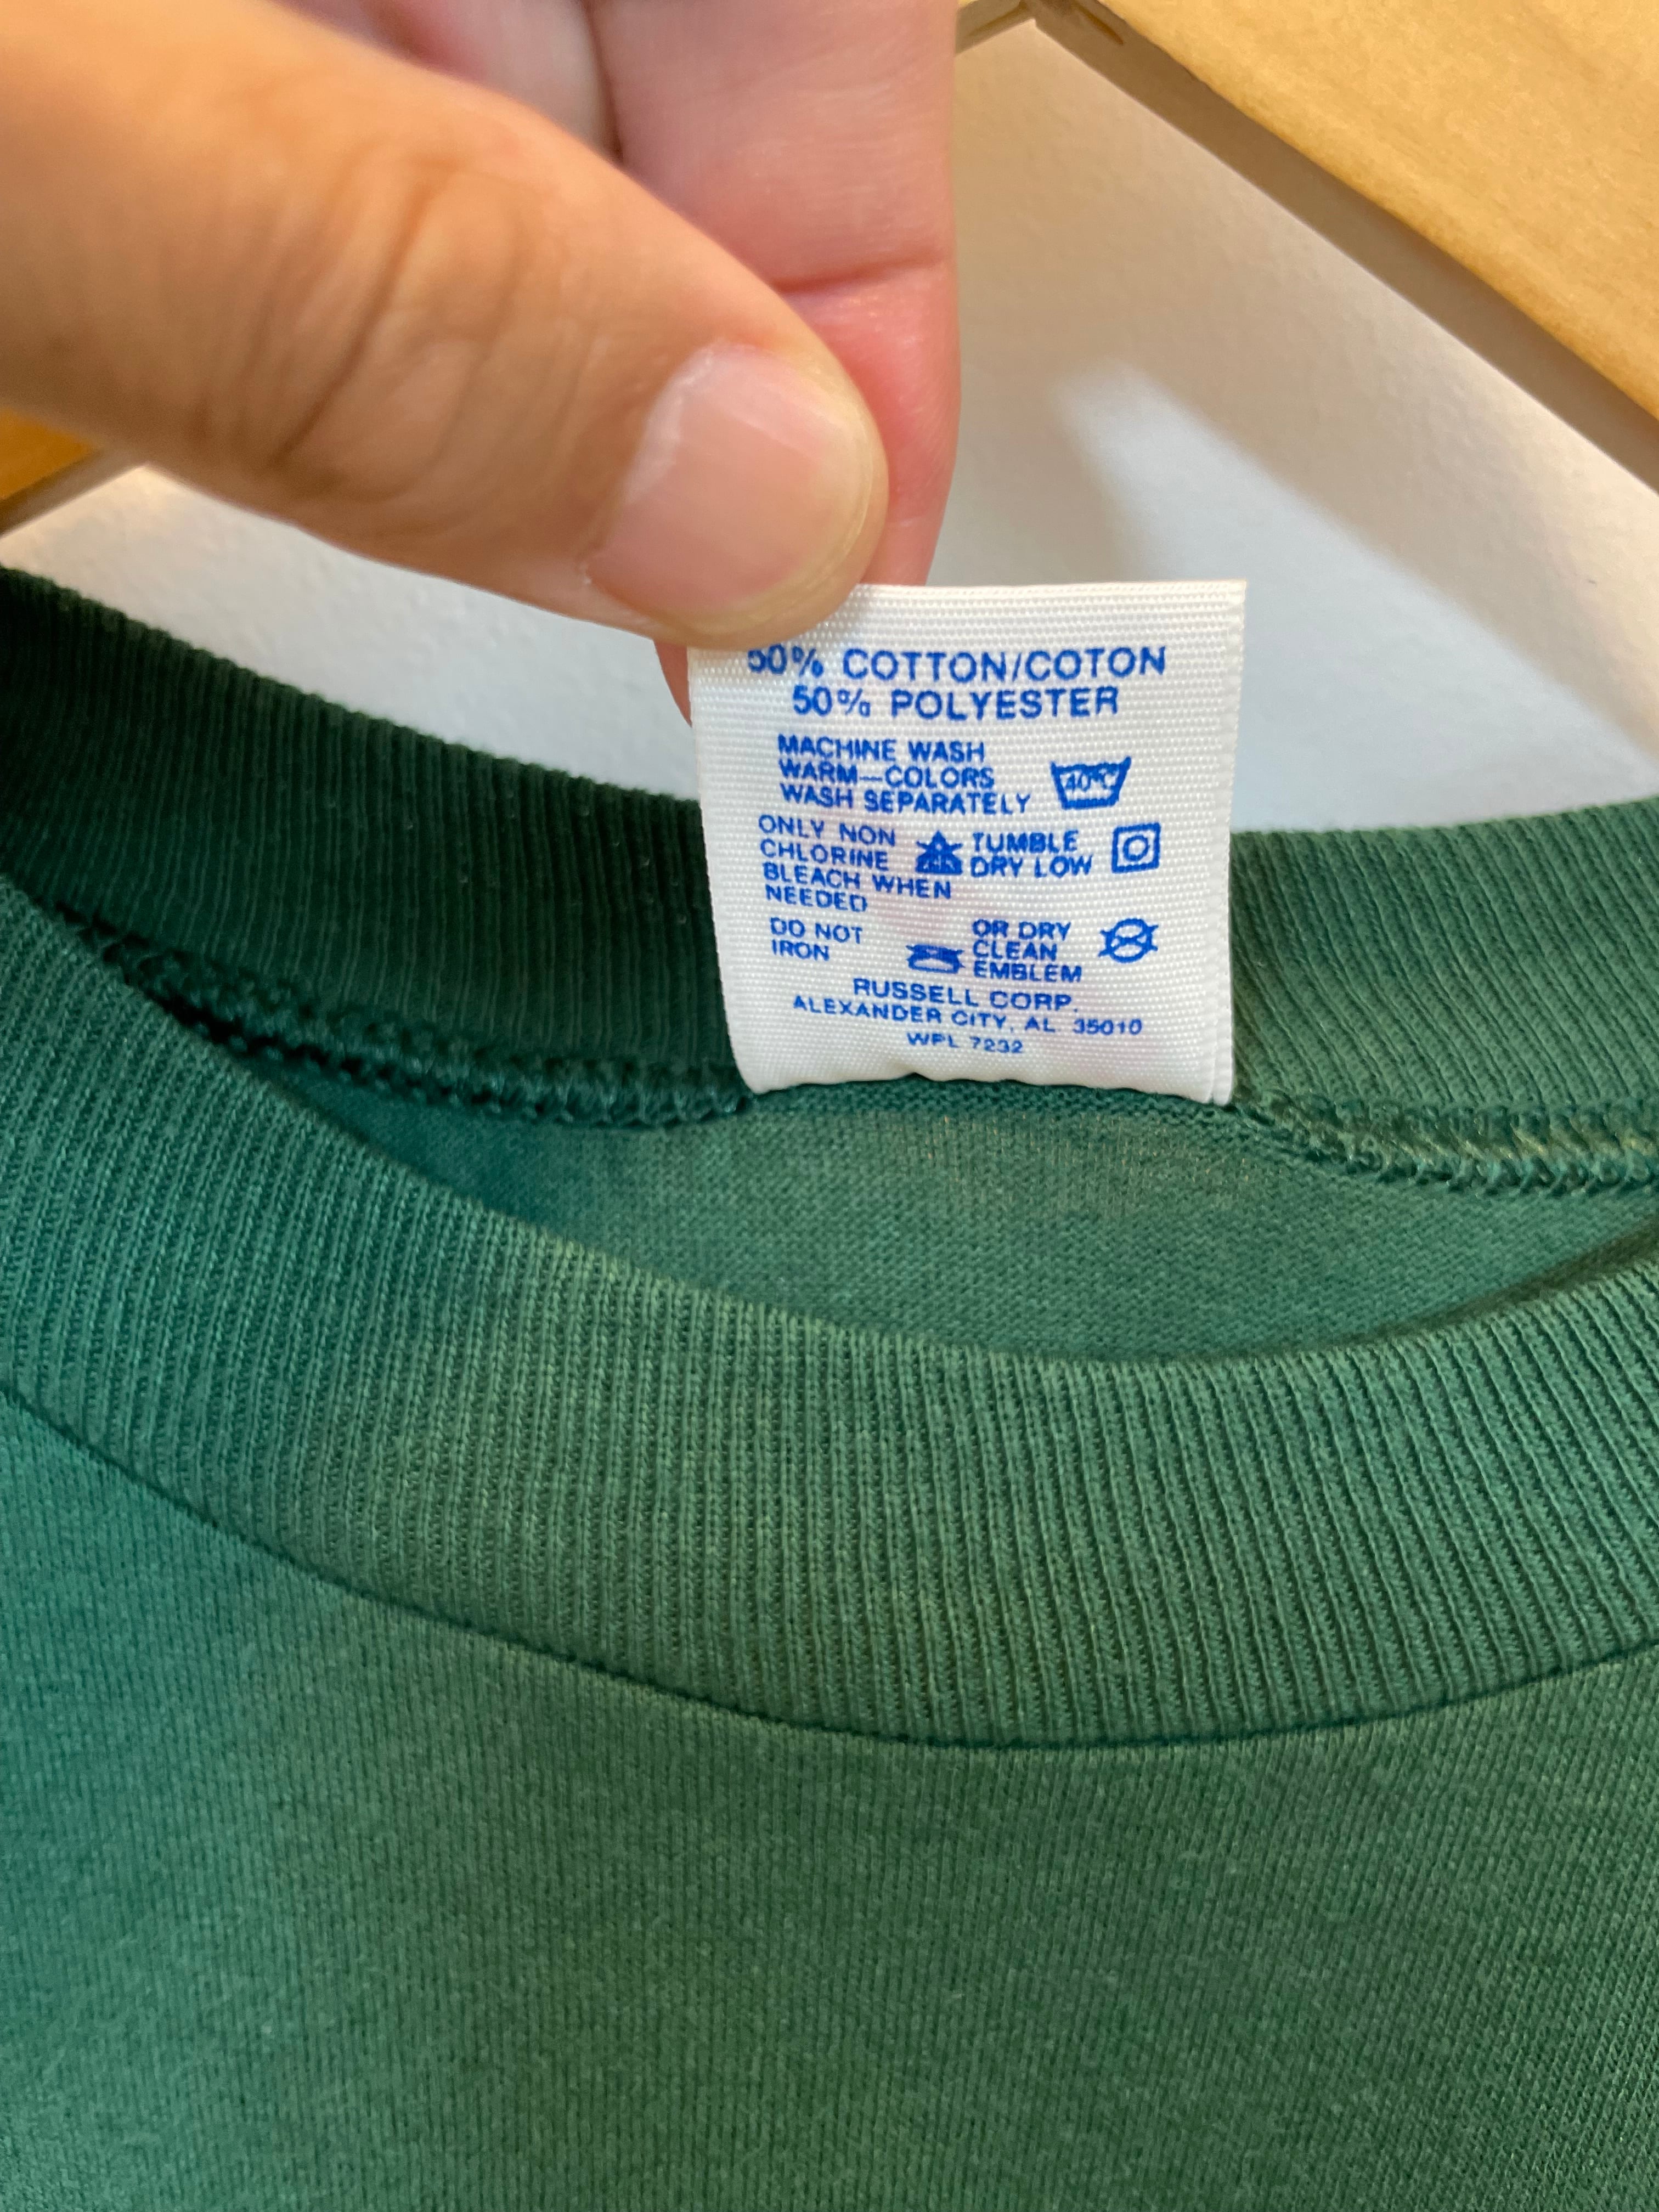 50% COTTON/COTON
50% POLYESTER
MACHINE WASH
WARM—COLORS
WASH SEPARATELY
40°C
ONLY NON
CHLORINE
BLEACH WHEN
NEEDED
TUMBLE
DRY LOW
DO NOT
IRON
OR DRY
CLEAN
EMBLEM
RUSSELL CORP.
ALEXANDER CITY, AL 35010
WPL 7232